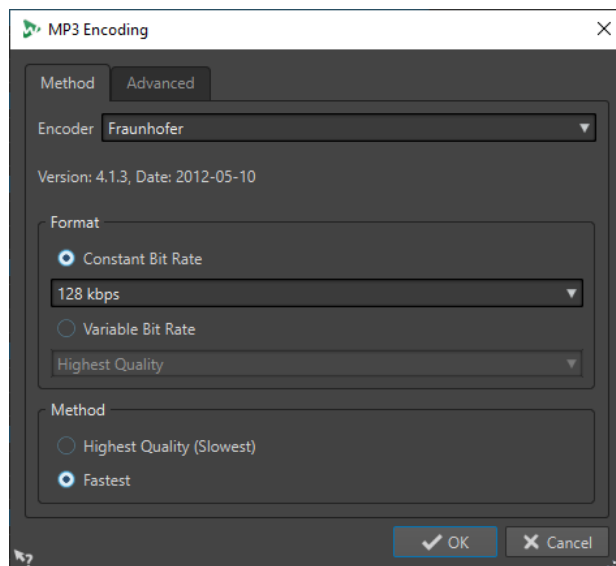 MP3 Encoding
Method Advanced
Encoder Fraunhofer
Version: 4.1.3, Date: 2012-05-10
Format
Constant Bit Rate
128 kbps
Variable Bit Rate
Highest Quality
Method
Highest Quality (Slowest)
Fastest
OK Cancel
?